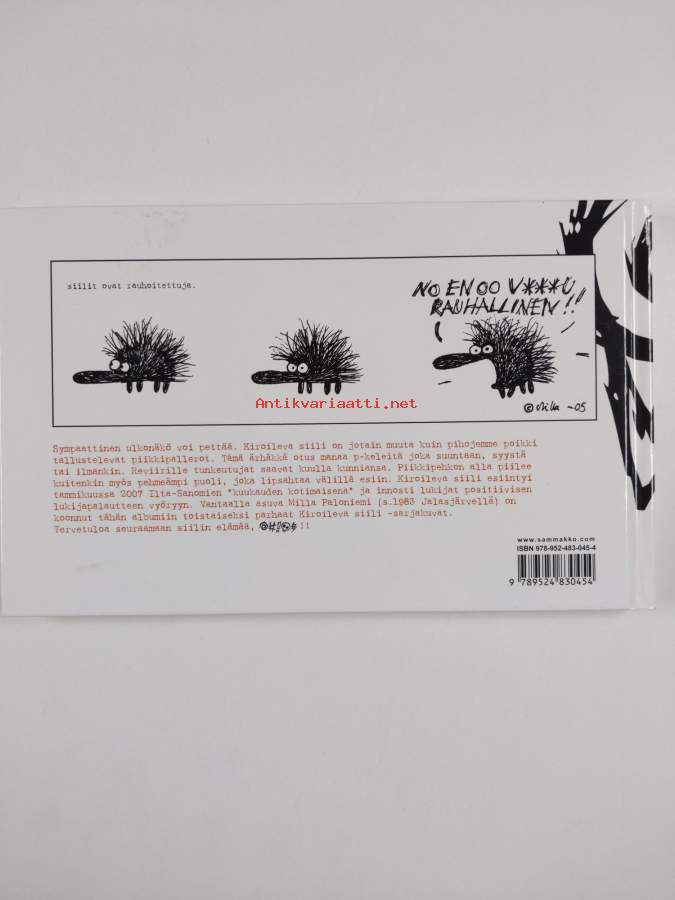 siilit ovat rauhoitettuja.
NO EN OO V***U
RAUHALLINEN!!
© Milla -05
Antikvariaatti.net
Sympaattinen ulkonäkö voi pettää. Kiroileva siili on jotain muuta kuin pihojemme poikki
tallustelevat piikkipallerot. Tämä ärhäkkä otus manaa p-keleitä joka suuntaan, syystä
tai ilmankin. Reviirille tunkeutujat saavat kuulla kunniansa. Piikkipehkon alla piilee
kuitenkin myös pehmeämpi puoli, joka lipsahtaa välillä esiin. Kiroileva siili esiintyi
tammikuussa 2007 Ilta-Sanomien "kuukauden kotimaisena" ja innosti lukijat positiivisen
lukijapalautteen vyöryyn. Vantaalla asuva Milla Paloniemi (s.1983 Jalasjärvellä) on
koonnut tähän albumiin toistaiseksi parhaat Kiroileva siili -sarjakuvat.
Tervetuloa seuraamaan siilin elämää, @#!@* !!
www.sammakko.com
ISBN 978-952-483-045-4
9 789524 830454